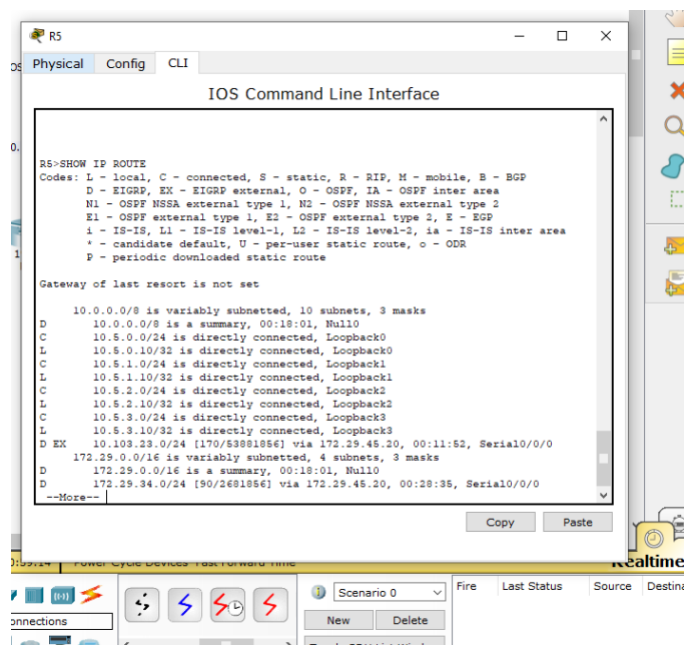 R5
Physical Config CLI
IOS Command Line Interface
R5>SHOW IP ROUTE
Codes: L - local, C - connected, S - static, R - RIP, M - mobile, B - BGP
D - EIGRP, EX - EIGRP external, O - OSPF, IA - OSPF inter area
N1 - OSPF NSSA external type 1, N2 - OSPF NSSA external type 2
E1 - OSPF external type 1, E2 - OSPF external type 2, E - EGP
i - IS-IS, L1 - IS-IS level-1, L2 - IS-IS level-2, ia - IS-IS inter area
* - candidate default, U - per-user static route, o - ODR
P - periodic downloaded static route
Gateway of last resort is not set
10.0.0.0/8 is variably subnetted, 10 subnets, 3 masks
D 10.0.0.0/8 is a summary, 00:18:01, Null0
C 10.5.0.0/24 is directly connected, Loopback0
L 10.5.0.10/32 is directly connected, Loopback0
C 10.5.1.0/24 is directly connected, Loopback1
L 10.5.1.10/32 is directly connected, Loopback1
C 10.5.2.0/24 is directly connected, Loopback2
L 10.5.2.10/32 is directly connected, Loopback2
C 10.5.3.0/24 is directly connected, Loopback3
L 10.5.3.10/32 is directly connected, Loopback3
D EX 10.103.23.0/24 [170/53881856] via 172.29.45.20, 00:11:52, Serial0/0/0
172.29.0.0/16 is variably subnetted, 4 subnets, 3 masks
D 172.29.0.0/16 is a summary, 00:18:01, Null0
D 172.29.34.0/24 [90/2681856] via 172.29.45.20, 00:28:35, Serial0/0/0
--More--
Copy Paste
Realtime
Scenario 0
Fire Last Status Source
New Delete